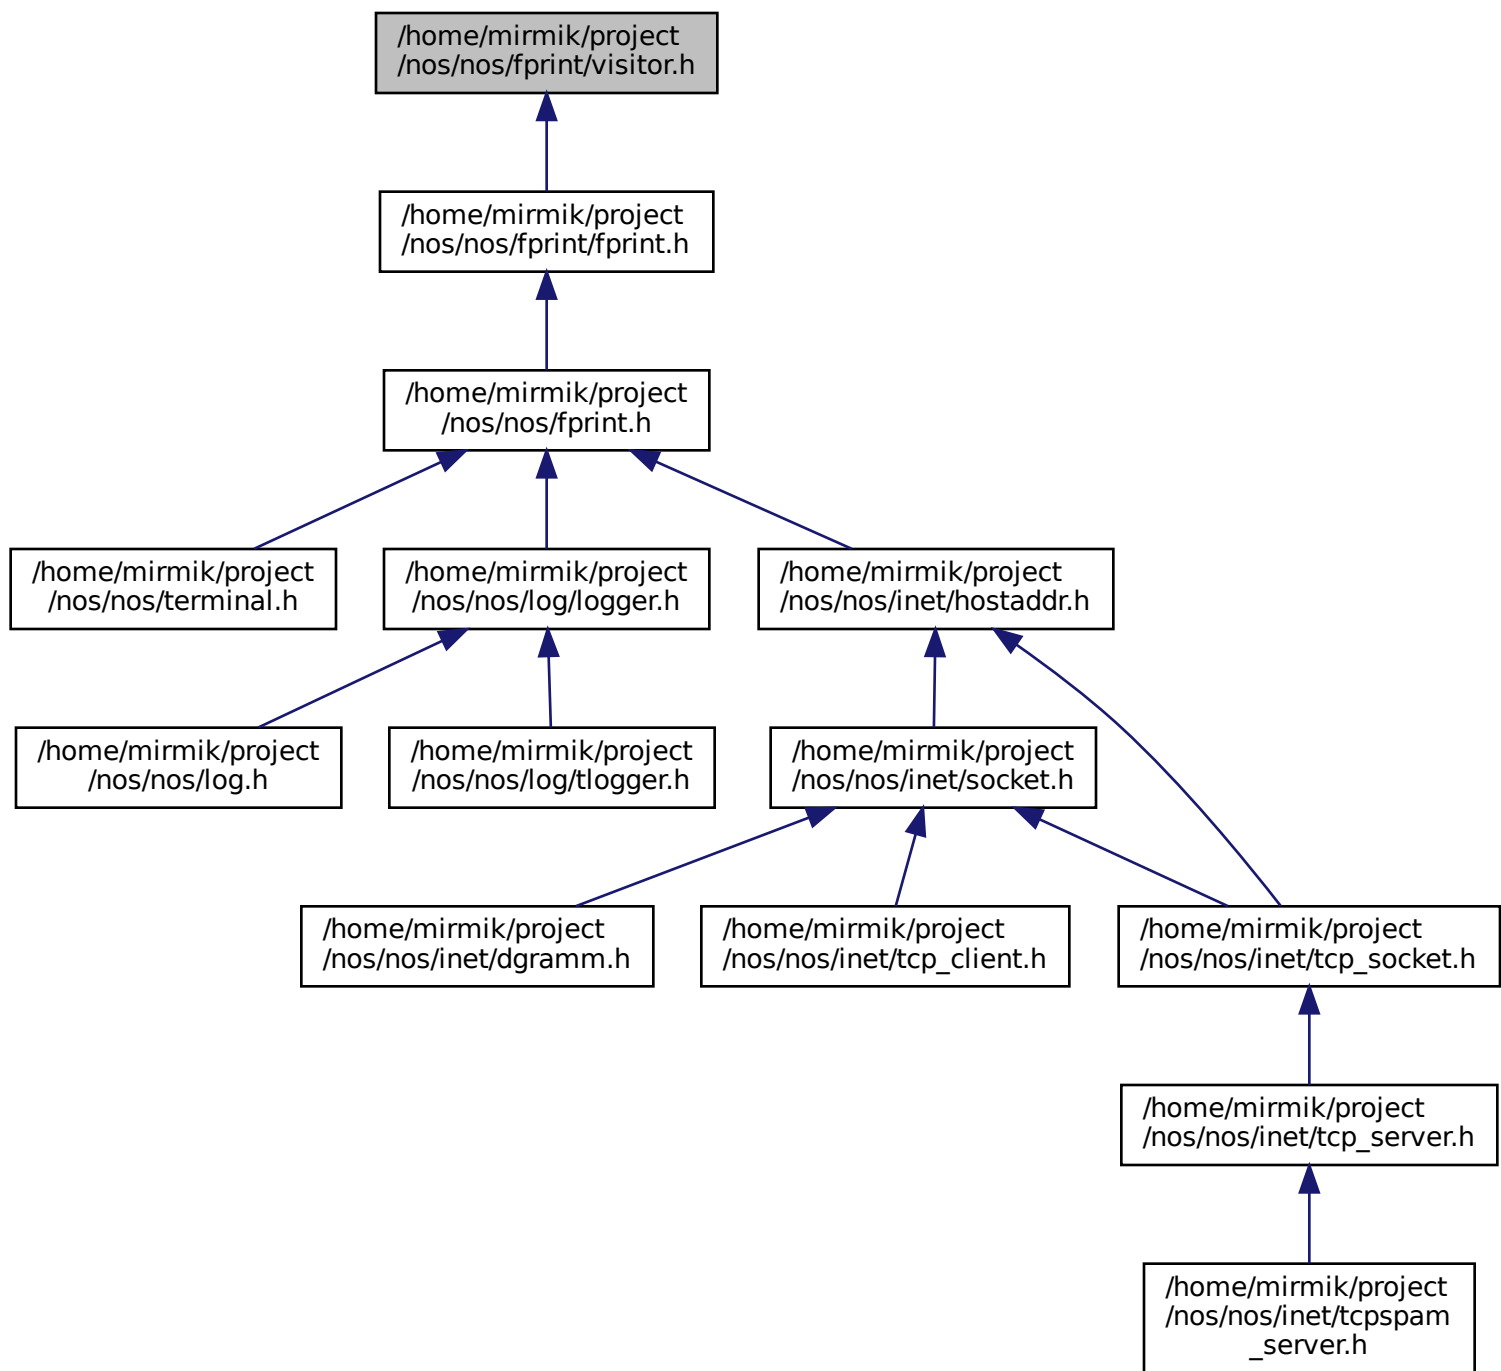 /home/mirmik/project
/nos/nos/fprint/visitor.h
/home/mirmik/project
/nos/nos/fprint/fprint.h
/home/mirmik/project
/nos/nos/fprint.h
/home/mirmik/project
/nos/nos/terminal.h
/home/mirmik/project
/nos/nos/log/logger.h
/home/mirmik/project
/nos/nos/inet/hostaddr.h
/home/mirmik/project
/nos/nos/log.h
/home/mirmik/project
/nos/nos/log/tlogger.h
/home/mirmik/project
/nos/nos/inet/socket.h
/home/mirmik/project
/nos/nos/inet/dgramm.h
/home/mirmik/project
/nos/nos/inet/tcp_client.h
/home/mirmik/project
/nos/nos/inet/tcp_socket.h
/home/mirmik/project
/nos/nos/inet/tcp_server.h
/home/mirmik/project
/nos/nos/inet/tcpspam
_server.h